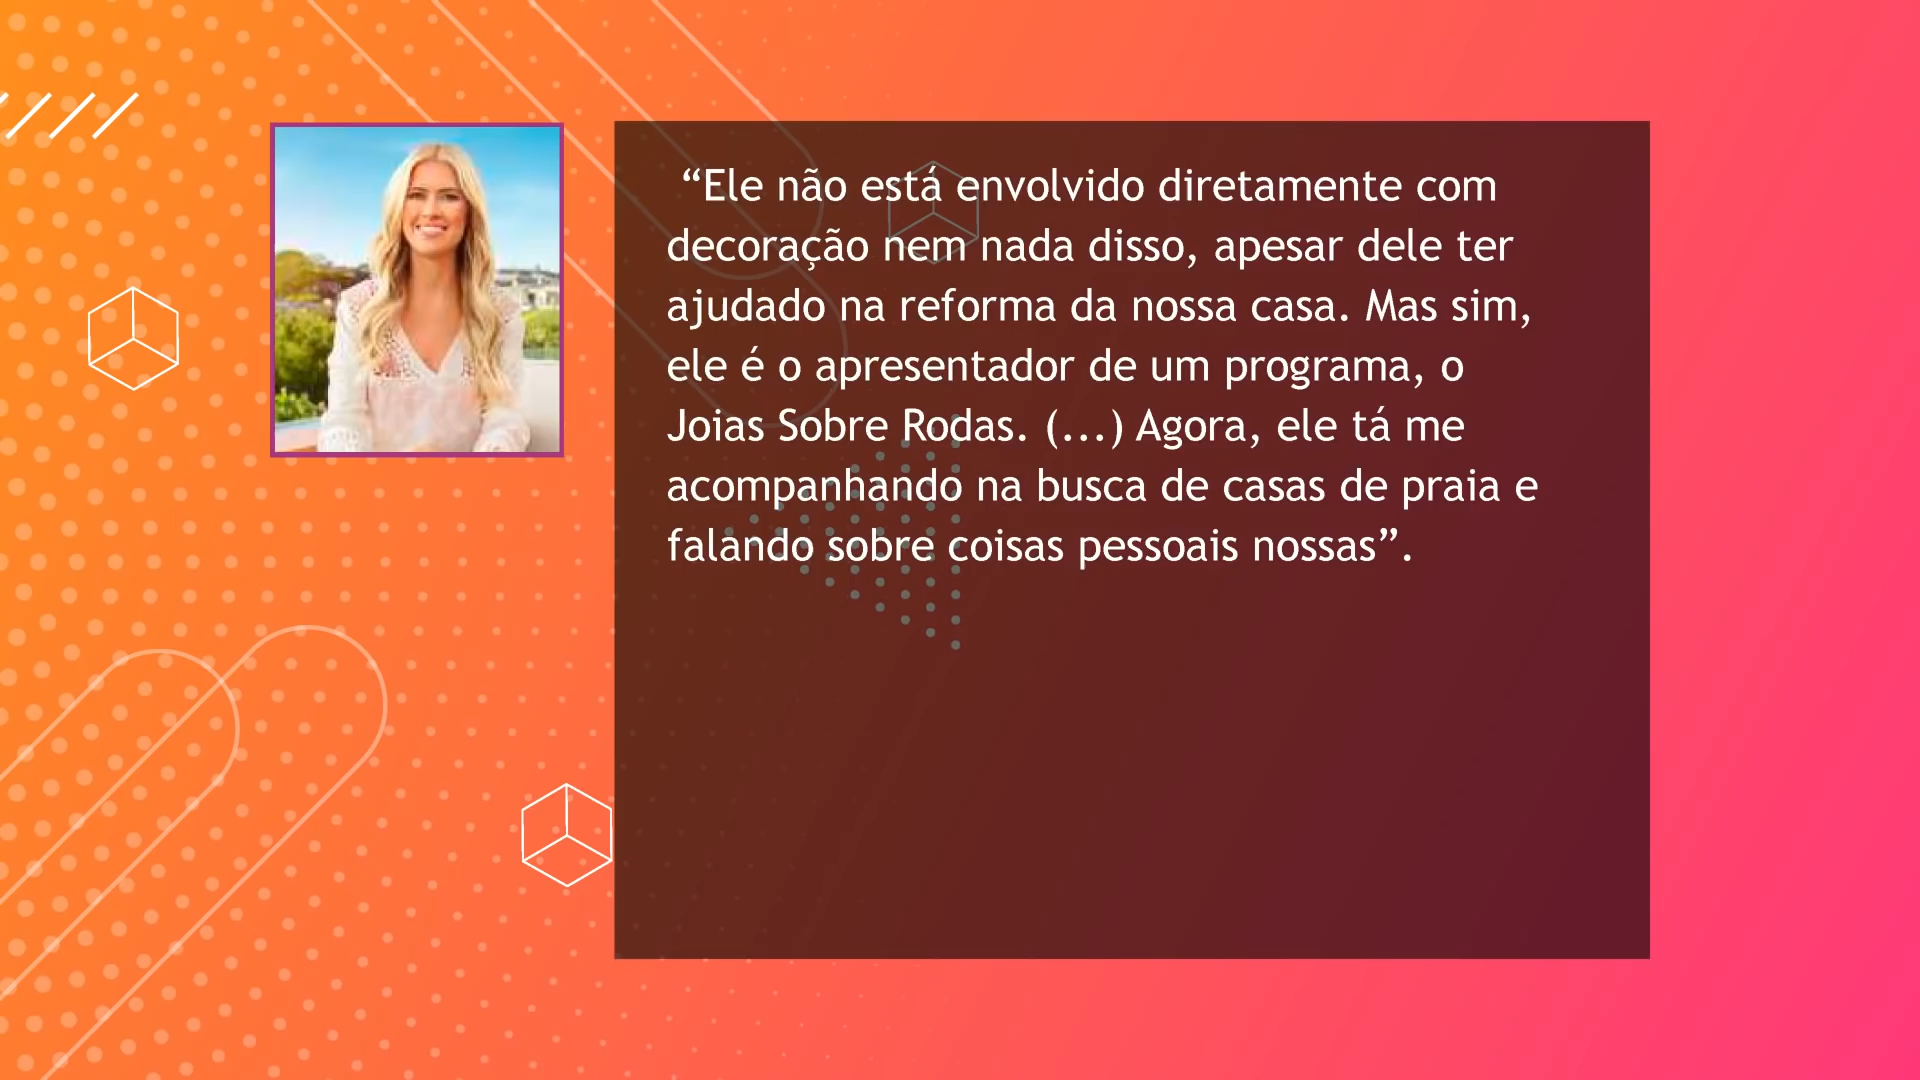 “Ele não está envolvido diretamente com
decoração nem nada disso, apesar dele ter
ajudado na reforma da nossa casa. Mas sim,
ele é o apresentador de um programa, o
Joias Sobre Rodas. (...) Agora, ele tá me
acompanhando na busca de casas de praia e
falando sobre coisas pessoais nossas”.